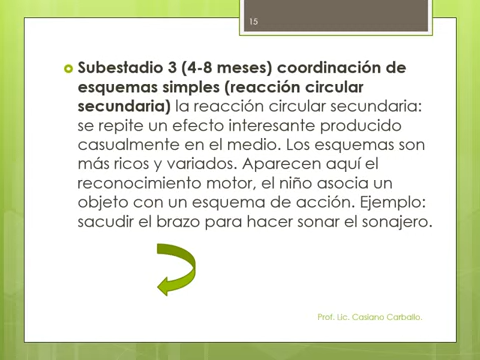 15
Subestadio 3 (4-8 meses) coordinación de
esquemas simples (reacción circular
secundaria) la reacción circular secundaria:
se repite un efecto interesante producido
casualmente en el medio. Los esquemas son
más ricos y variados. Aparecen aquí el
reconocimiento motor, el niño asocia un
objeto con un esquema de acción. Ejemplo:
sacudir el brazo para hacer sonar el sonajero.
Prof. Lic. Casiano Carballo.